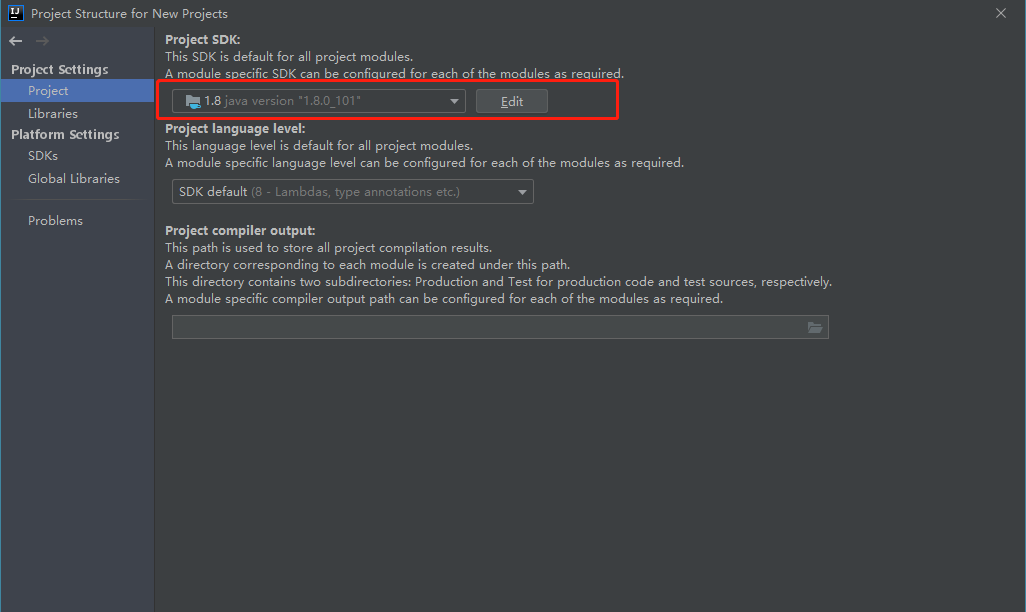 Project Structure for New Projects
Project Settings
Project
Libraries
Platform Settings
SDKs
Global Libraries
Problems
Project SDK:
This SDK is default for all project modules.
A module specific SDK can be configured for each of the modules as required.
1.8 java version "1.8.0_101"
Edit
Project language level:
This language level is default for all project modules.
A module specific language level can be configured for each of the modules as required.
SDK default (8 - Lambdas, type annotations etc.)
Project compiler output:
This path is used to store all project compilation results.
A directory corresponding to each module is created under this path.
This directory contains two subdirectories: Production and Test for production code and test sources, respectively.
A module specific compiler output path can be configured for each of the modules as required.